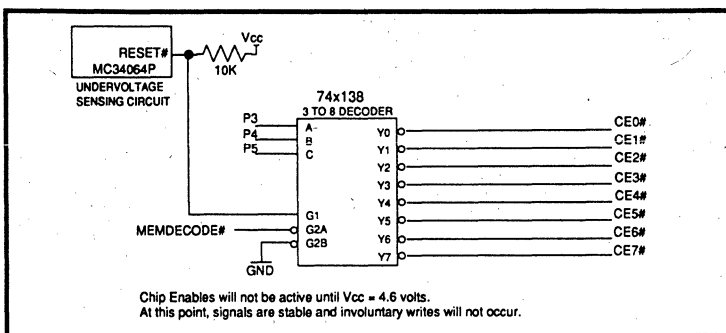 Vcc
RESET#
MC34064P
10K
UNDERVOLTAGE
SENSING CIRCUIT
74x138
3 TO 8 DECODER
P3
P4
P5
A
B
C
G1
MEMDECODE#
G2A
G2B
GND
Y0
Y1
Y2
Y3
Y4
Y5
Y6
Y7
CE0#
CE1#
CE2#
CE3#
CE4#
CE5#
CE6#
CE7#
Chip Enables will not be active until Vcc = 4.6 volts.
At this point, signals are stable and involuntary writes will not occur.